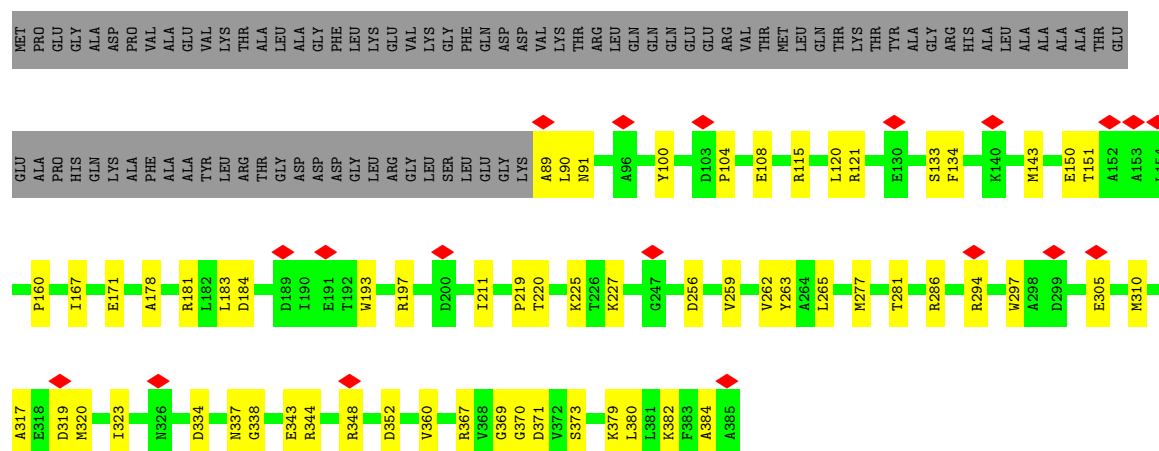 MET PRO GLU GLY ALA ASP PRO VAL ALA GLU VAL LYS THR ALA LEU ALA GLY PHE LEU LYS GLU VAL LYS GLY PHE GLN ASP ASP VAL LYS THR ARG LEU GLN GLN GLN GLU GLU ARG VAL THR MET LEU GLN THR LYS THR TYR ALA GLY ARG HIS ALA LEU ALA ALA ALA ALA THR GLU
GLU ALA PRO HIS GLN LYS ALA PHE ALA ALA TYR LEU ARG THR GLY ASP ASP ASP GLY LEU ARG GLY LEU SER LEU GLU GLY LYS A89 L90 N91 A96 Y100 D103 P104 E108 R115 L120 R121 E130 S133 F134 K140 M143 E150 T151 A152 A153 L154
P160 I167 E171 A178 R181 L182 L183 D184 D189 I190 E191 T192 W193 R197 D200 I211 P219 T220 K225 T226 K227 G247 D256 V259 V262 Y263 A264 L265 M277 T281 R286 R294 W297 A298 D299 E305 M310
A317 E318 D319 M320 I323 N326 D334 N337 G338 E343 R344 R348 D352 V360 R367 V368 G369 G370 D371 V372 S373 K379 L380 L381 K382 F383 A384 A385